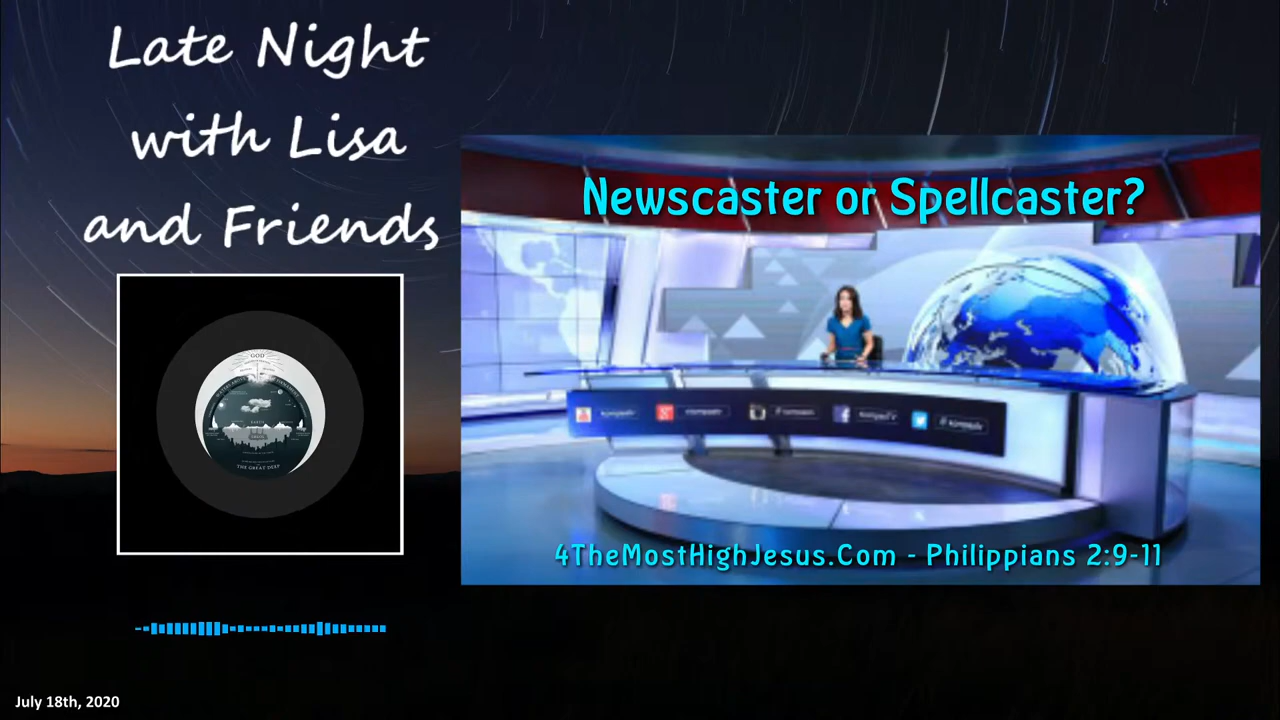 Late Night
with Lisa
and Friends
Newscaster or Spellcaster?
GOD
THE GREAT DEEP
4TheMostHighJesus.Com - Philippians 2:9-11
July 18th, 2020